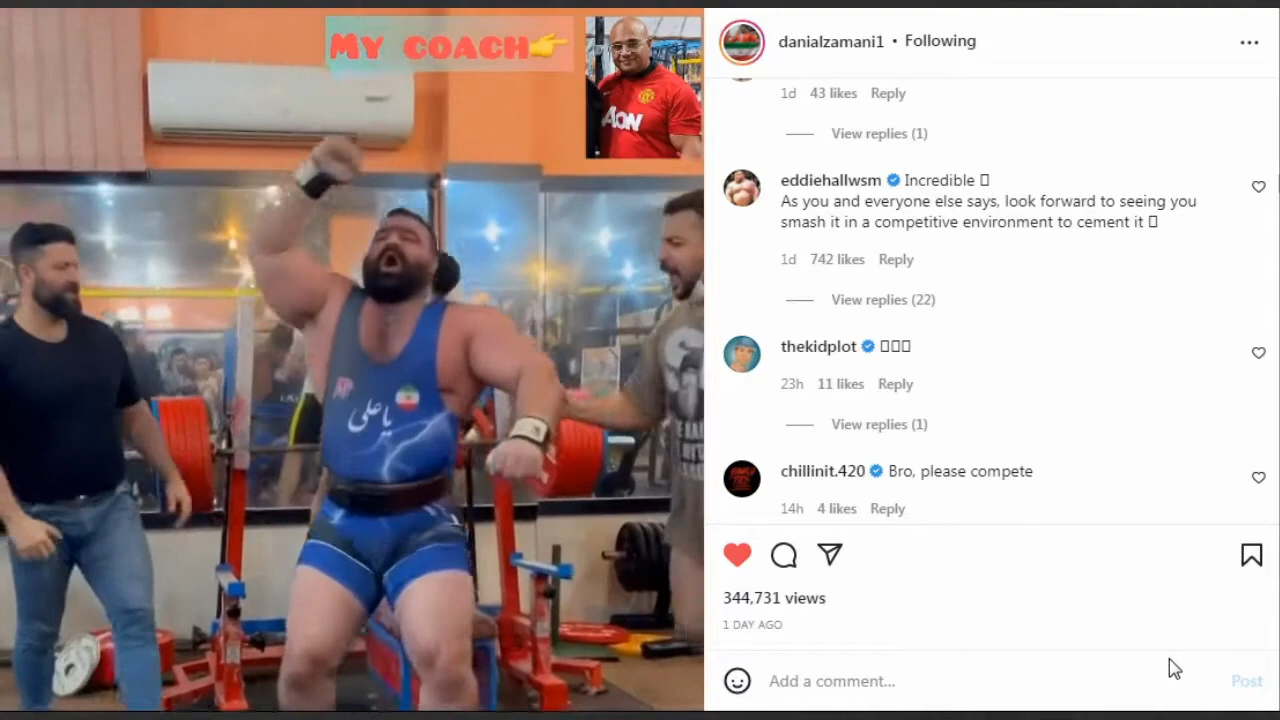 MY COACH👉
AON
یا علی
danialzamani1 • Following
1d 43 likes Reply
View replies (1)
eddiehallwsm Incredible
As you and everyone else says, look forward to seeing you
smash it in a competitive environment to cement it
1d 742 likes Reply
View replies (22)
thekidplot
23h 11 likes Reply
View replies (1)
chillinit.420 Bro, please compete
14h 4 likes Reply
344,731 views
1 DAY AGO
Add a comment...
Post